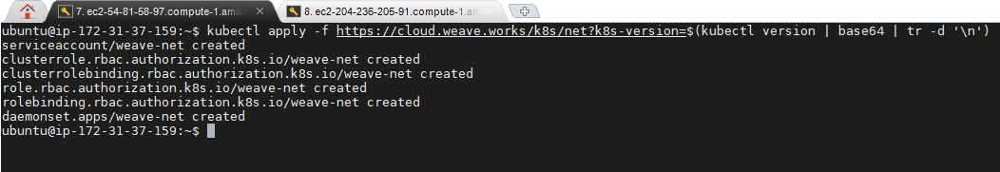 7. ec2-54-81-58-97.compute-1.ama
8. ec2-204-236-205-91.compute-1.am
ubuntu@ip-172-31-37-159:~$ kubectl apply -f https://cloud.weave.works/k8s/net?k8s-version=$(kubectl version | base64 | tr -d '\n')
serviceaccount/weave-net created
clusterrole.rbac.authorization.k8s.io/weave-net created
clusterrolebinding.rbac.authorization.k8s.io/weave-net created
role.rbac.authorization.k8s.io/weave-net created
rolebinding.rbac.authorization.k8s.io/weave-net created
daemonset.apps/weave-net created
ubuntu@ip-172-31-37-159:~$